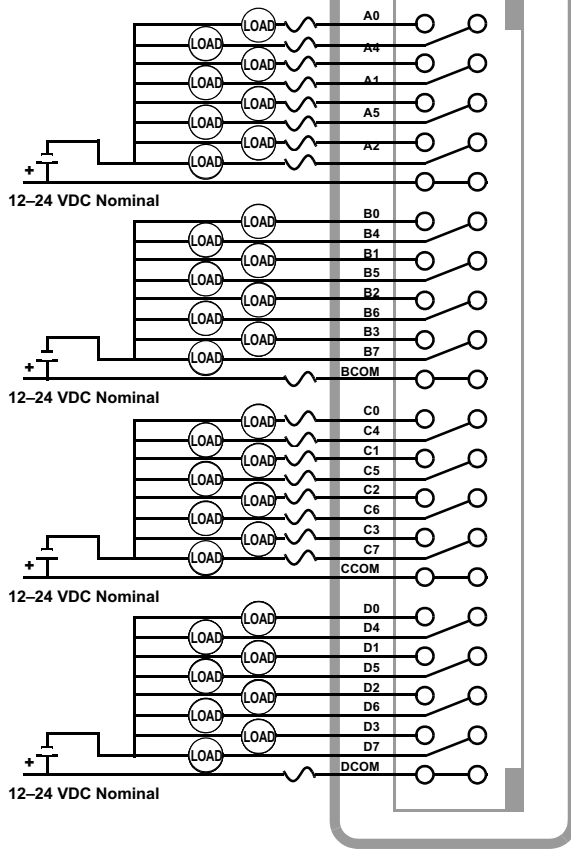 LOAD A0
LOAD A4
LOAD
LOAD A1
LOAD
LOAD A5
LOAD A2
LOAD
+
12–24 VDC Nominal
LOAD B0
LOAD B4
LOAD B1
LOAD B5
LOAD B2
LOAD B6
LOAD B3
LOAD B7
+ BCOM
12–24 VDC Nominal
LOAD C0
LOAD C4
LOAD C1
LOAD C5
LOAD C2
LOAD C6
LOAD C3
LOAD C7
+ CCOM
12–24 VDC Nominal
LOAD D0
LOAD D4
LOAD D1
LOAD D5
LOAD D2
LOAD D6
LOAD D3
LOAD D7
+ DCOM
12–24 VDC Nominal